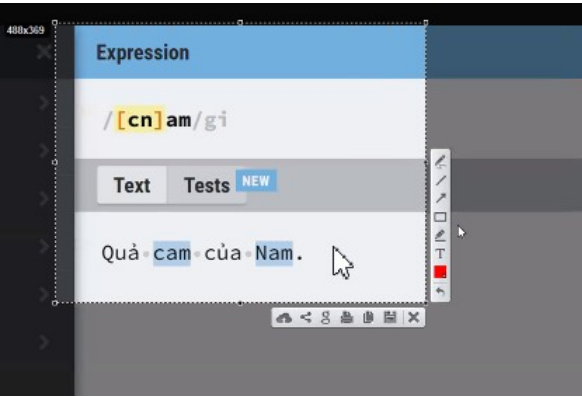 488x369
Expression
/[cn]am/gi
Text Tests NEW
Quả cam của Nam.
T
g